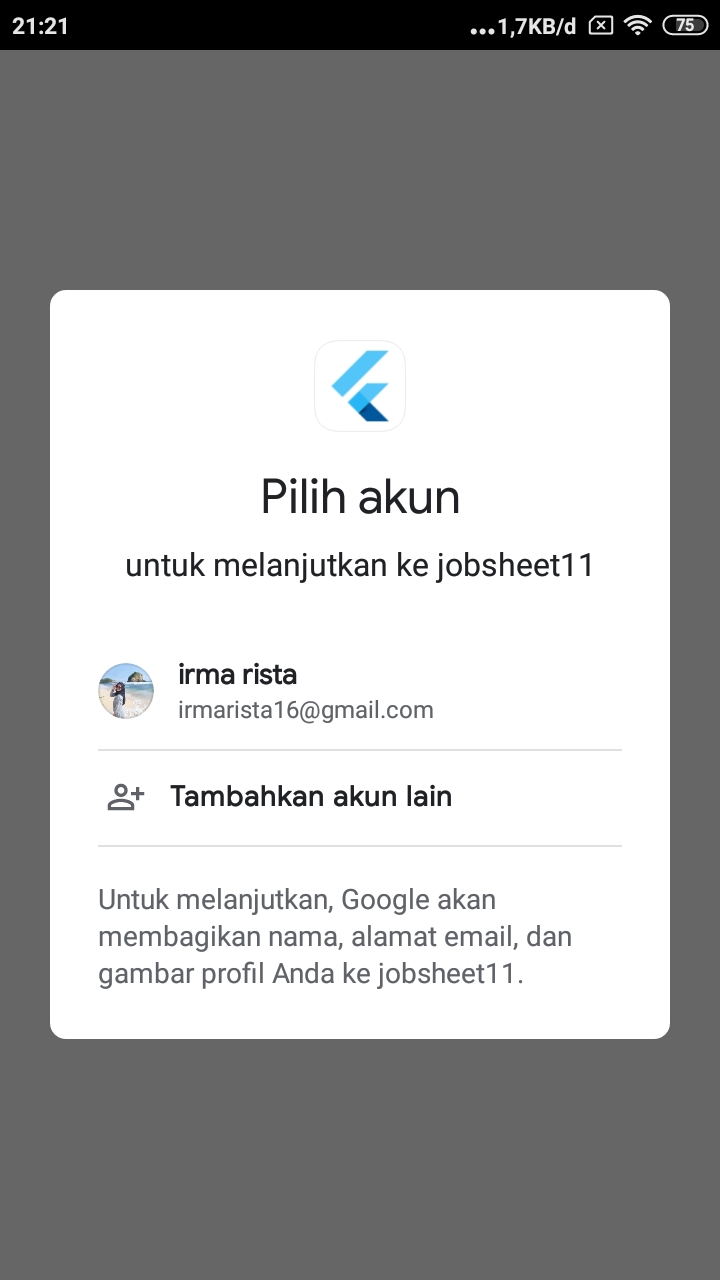 21:21 ...1,7KB/d 75
Pilih akun
untuk melanjutkan ke jobsheet11
irma rista
irmarista16@gmail.com
Tambahkan akun lain
Untuk melanjutkan, Google akan
membagikan nama, alamat email, dan
gambar profil Anda ke jobsheet11.